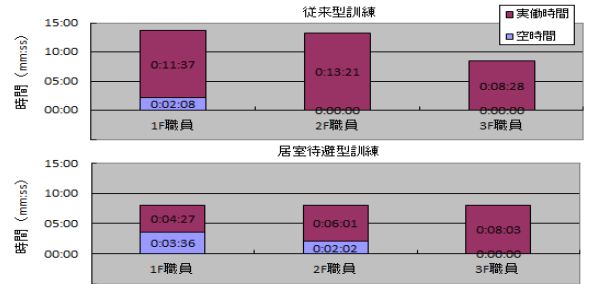 従来型訓練
実働時間
空時間
時間 (mm:ss)
15:00
10:00
05:00
00:00
0:11:37
0:02:08
0:13:21
0:00:00
0:08:28
0:00:00
1F職員
2F職員
3F職員
居室待避型訓練
時間 (mm:ss)
15:00
10:00
05:00
00:00
0:04:27
0:03:36
0:06:01
0:02:02
0:08:03
0:00:00
1F職員
2F職員
3F職員